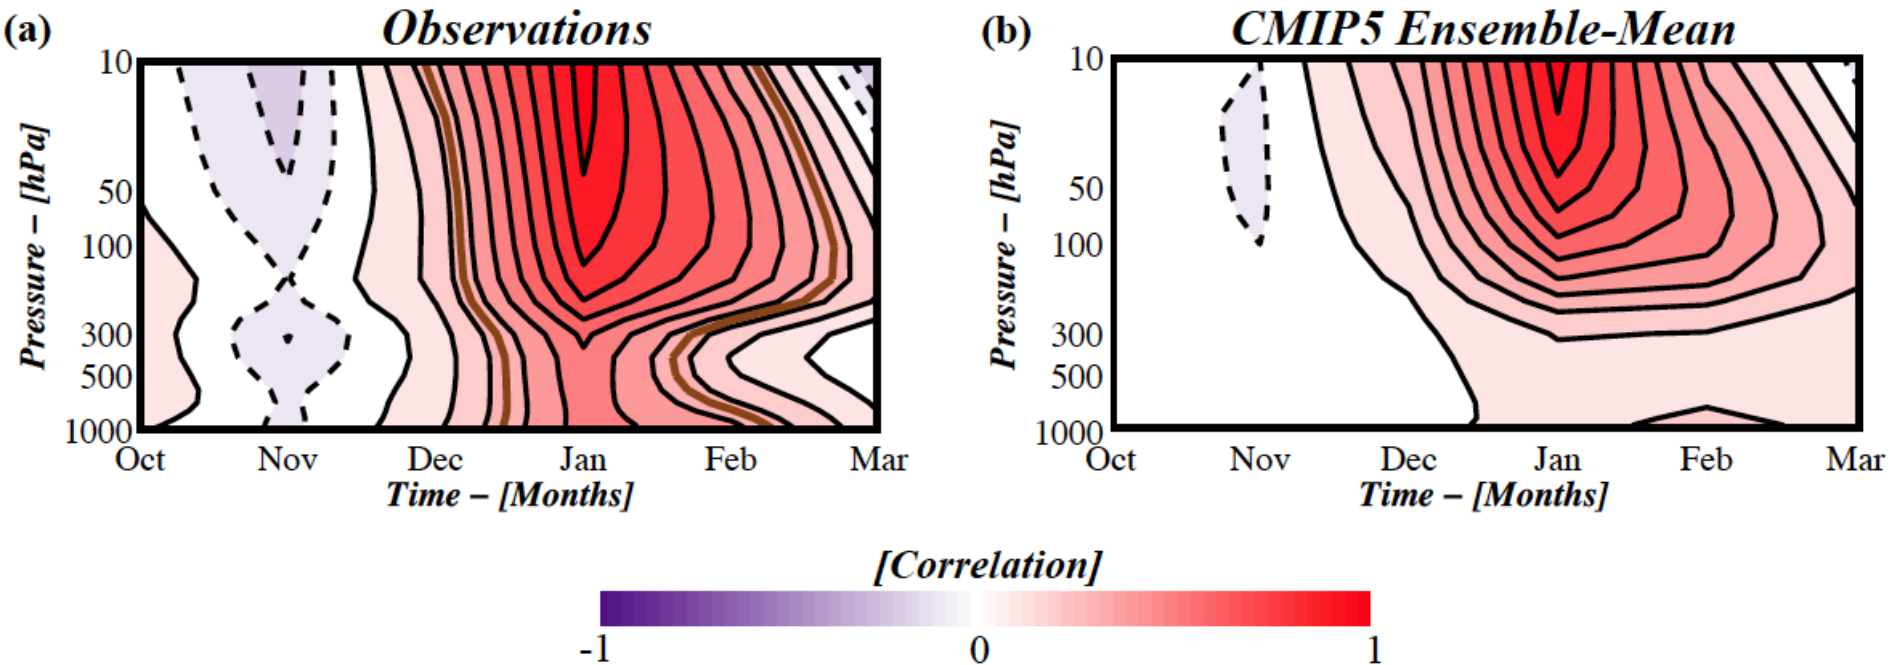 (a) Observations
(b) CMIP5 Ensemble-Mean
Pressure – [hPa]
10
50
100
300
500
1000
Oct Nov Dec Jan Feb Mar
Time – [Months]
Pressure – [hPa]
10
50
100
300
500
1000
Oct Nov Dec Jan Feb Mar
Time – [Months]
[Correlation]
-1 0 1